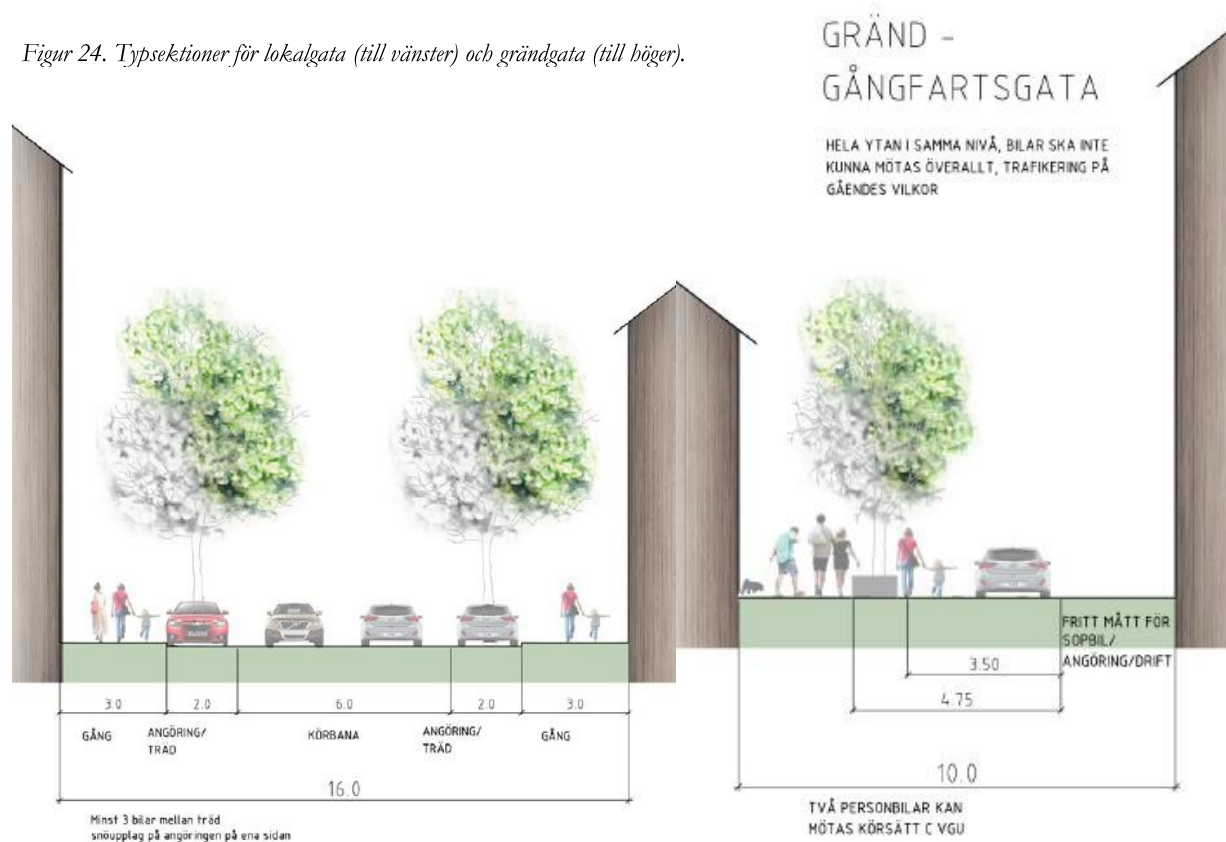 Figur 24. Typsektioner för lokalgata (till vänster) och grändgata (till höger).
GRÄND -
GÅNGFARTSGATA
HELA YTAN I SAMMA NIVÅ, BILAR SKA INTE
KUNNA MÖTAS ÖVERALLT, TRAFIKERING PÅ
GÅENDES VILKOR
3.0
2.0
6.0
2.0
3.0
GÅNG
ANGÖRING/
TRÄD
KÖRBANA
ANGÖRING/
TRÄD
GÅNG
16.0
Minst 3 bilar mellan träd
snöupplag på angöringen på ena sidan
FRITT MÅTT FÖR
SOPBIL/
ANGÖRING/DRIFT
3.50
4.75
10.0
TVÅ PERSONBILAR KAN
MÖTAS KÖRSÄTT C VGU